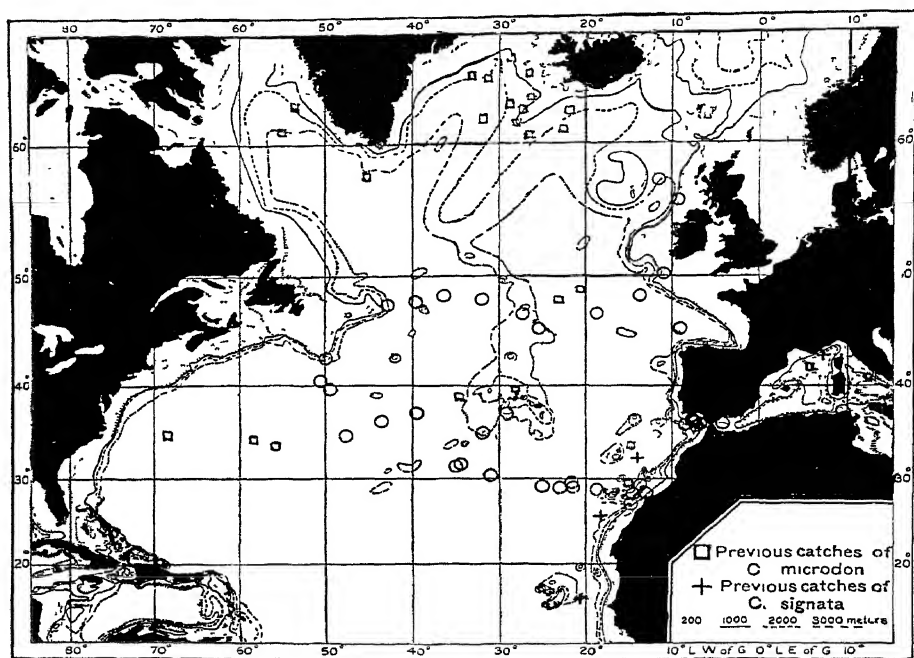 80° 70° 60° 50° 40° 30° 20° 10° 0° 10°
60° 60°
50° 50°
40° 40°
30° 30°
20° 20°
□ Previous catches of
C microdon
+ Previous catches of
C. signata
200 1000 2000 3000 meters
80° 70° 60° 50° 40° 30° 20° 10° L W of G 0° L E of G 10°